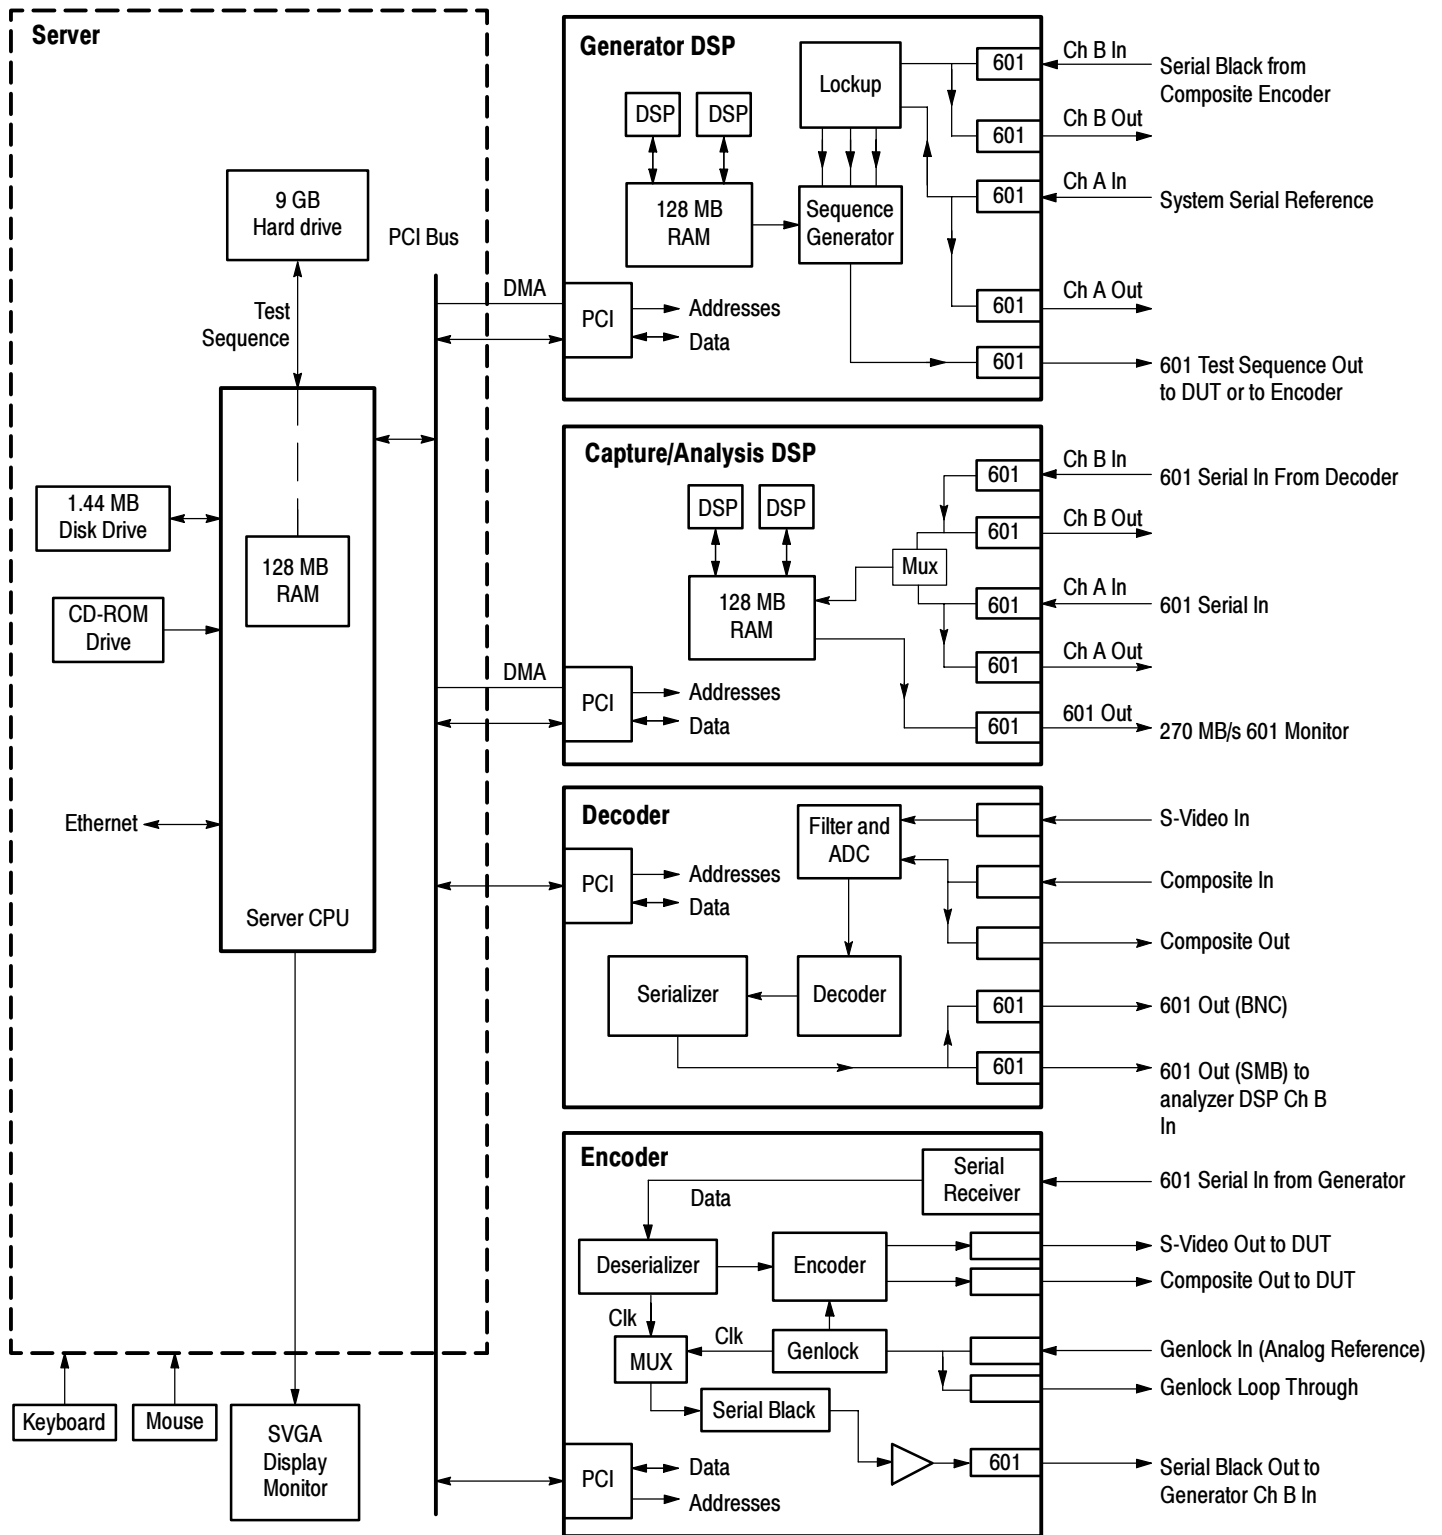 Server
9 GB
Hard drive
PCI Bus
Test
Sequence
1.44 MB
Disk Drive
128 MB
RAM
CD-ROM
Drive
Ethernet
Server CPU
Keyboard
Mouse
SVGA
Display
Monitor
DMA
DMA
Generator DSP
DSP
DSP
Lockup
128 MB
RAM
Sequence
Generator
PCI
Addresses
Data
601
Ch B In
Serial Black from
Composite Encoder
601
Ch B Out
601
Ch A In
System Serial Reference
601
Ch A Out
601
601 Test Sequence Out
to DUT or to Encoder
Capture/Analysis DSP
DSP
DSP
Mux
128 MB
RAM
PCI
Addresses
Data
601
Ch B In
601 Serial In From Decoder
601
Ch B Out
601
Ch A In
601 Serial In
601
Ch A Out
601
601 Out
270 MB/s 601 Monitor
Decoder
Filter and
ADC
PCI
Addresses
Data
Serializer
Decoder
S-Video In
Composite In
Composite Out
601
601 Out (BNC)
601
601 Out (SMB) to
analyzer DSP Ch B
In
Encoder
Serial
Receiver
Data
Deserializer
Encoder
Clk
Clk
MUX
Genlock
Serial Black
PCI
Data
Addresses
601
601 Serial In from Generator
S-Video Out to DUT
Composite Out to DUT
Genlock In (Analog Reference)
Genlock Loop Through
Serial Black Out to
Generator Ch B In